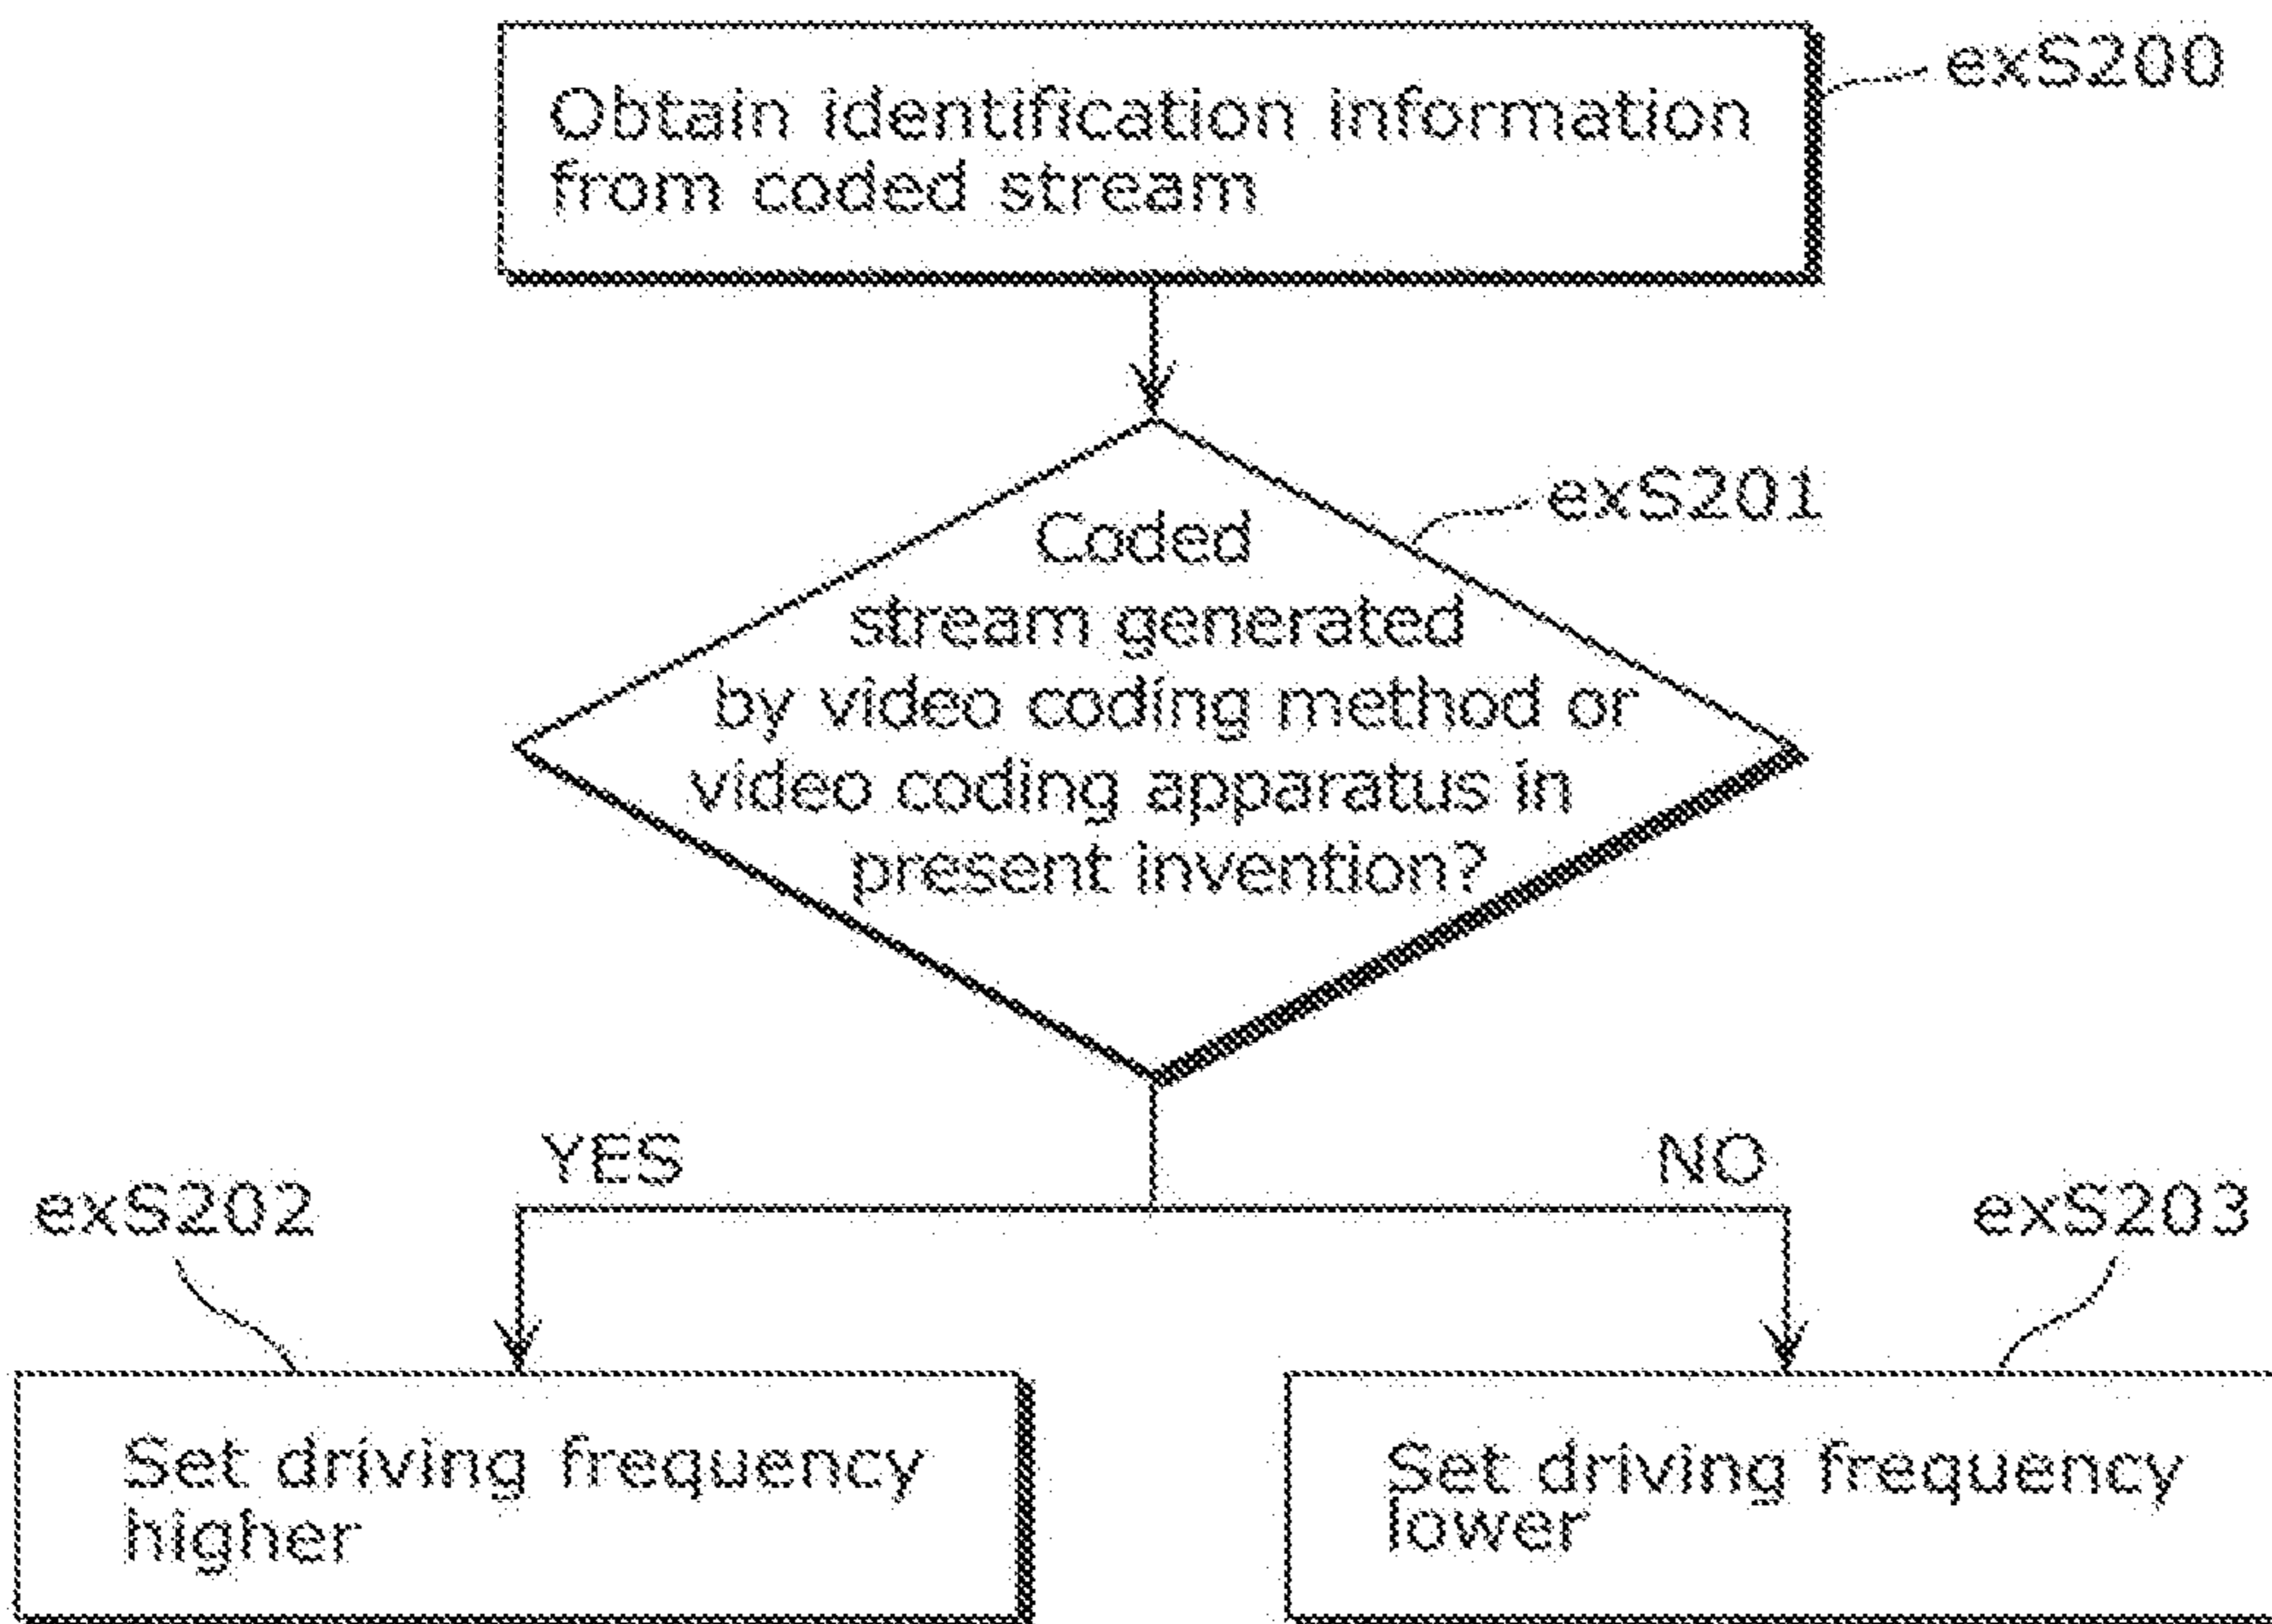 exS200
Obtain identification information
from coded stream
exS201
Coded
stream generated
by video coding method or
video coding apparatus in
present invention?
YES
NO
exS202
exS203
Set driving frequency
higher
Set driving frequency
lower